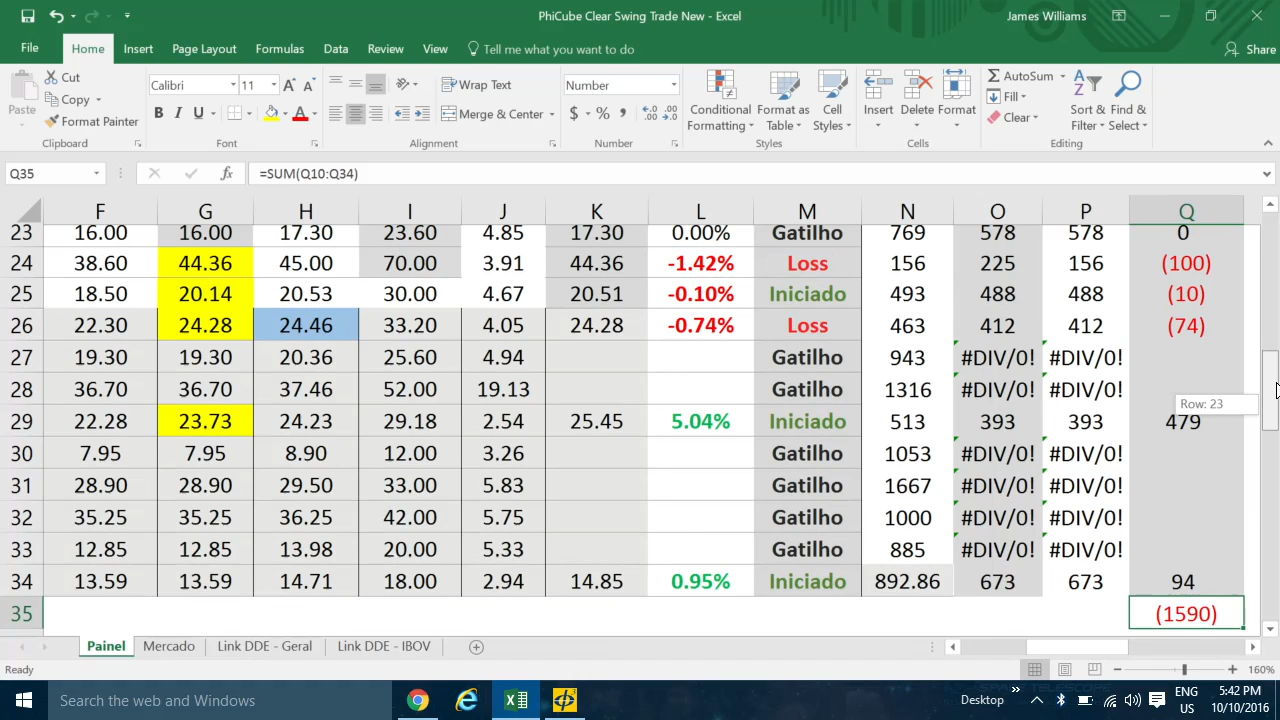 PhiCube Clear Swing Trade New - Excel
James Williams
File Home Insert Page Layout Formulas Data Review View Tell me what you want to do Share
Cut
Copy
Format Painter
Paste
Calibri 11
B I U
Wrap Text
Merge & Center
Number
$ % ,
Conditional Formatting
Format as Table
Cell Styles
Insert Delete Format
AutoSum
Fill
Clear
Sort & Filter
Find & Select
Clipboard Font Alignment Number Styles Cells Editing
Q35 fx =SUM(Q10:Q34)
F G H I J K L M N O P Q
23 16.00 16.00 17.30 23.60 4.85 17.30 0.00% Gatilho 769 578 578 0
24 38.60 44.36 45.00 70.00 3.91 44.36 -1.42% Loss 156 225 156 (100)
25 18.50 20.14 20.53 30.00 4.67 20.51 -0.10% Iniciado 493 488 488 (10)
26 22.30 24.28 24.46 33.20 4.05 24.28 -0.74% Loss 463 412 412 (74)
27 19.30 19.30 20.36 25.60 4.94 Gatilho 943 #DIV/0! #DIV/0!
28 36.70 36.70 37.46 52.00 19.13 Gatilho 1316 #DIV/0! #DIV/0!
Row: 23
29 22.28 23.73 24.23 29.18 2.54 25.45 5.04% Iniciado 513 393 393 479
30 7.95 7.95 8.90 12.00 3.26 Gatilho 1053 #DIV/0! #DIV/0!
31 28.90 28.90 29.50 33.00 5.83 Gatilho 1667 #DIV/0! #DIV/0!
32 35.25 35.25 36.25 42.00 5.75 Gatilho 1000 #DIV/0! #DIV/0!
33 12.85 12.85 13.98 20.00 5.33 Gatilho 885 #DIV/0! #DIV/0!
34 13.59 13.59 14.71 18.00 2.94 14.85 0.95% Iniciado 892.86 673 673 94
35 (1590)
Painel Mercado Link DDE - Geral Link DDE - IBOV
Ready 160%
Search the web and Windows
Desktop
ENG
US
5:42 PM
10/10/2016